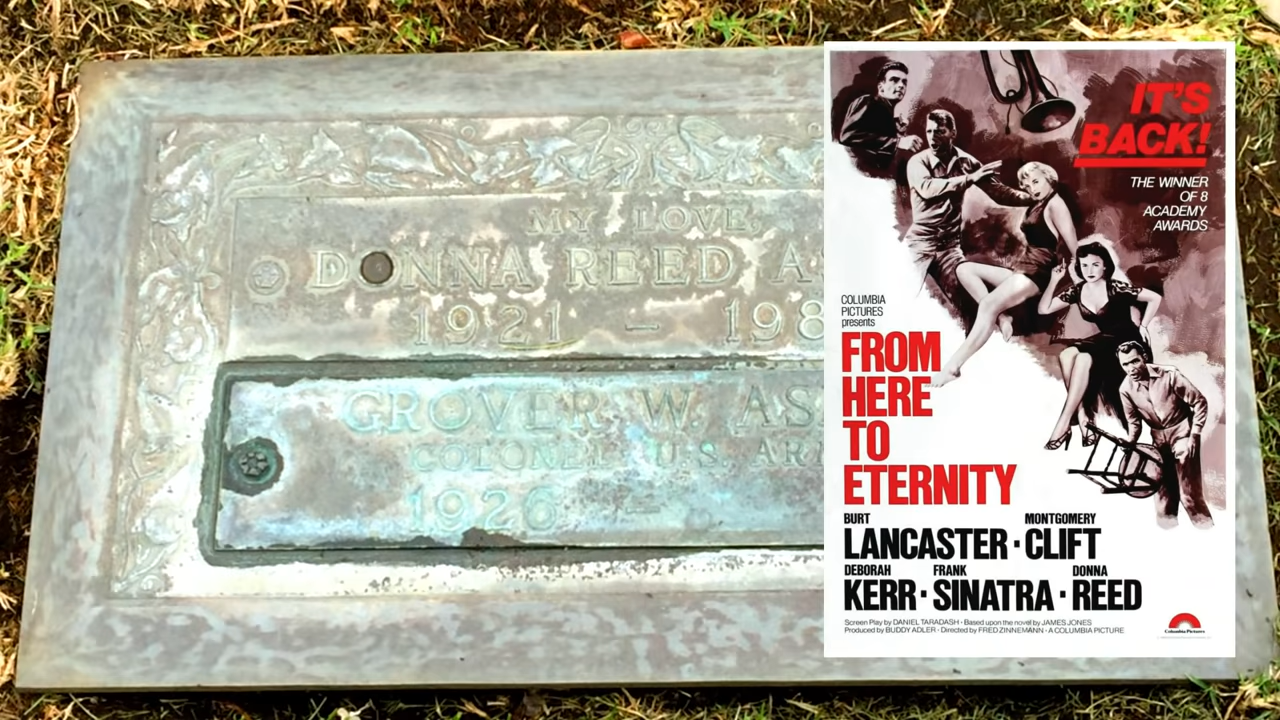 MY LOVE
DONNA REED A
1921 - 198
GROVER W. AS
COLONEL U.S. AR
1926 -
IT'S
BACK!
THE WINNER
OF 8
ACADEMY
AWARDS
COLUMBIA
PICTURES
presents
FROM
HERE
TO
ETERNITY
BURT MONTGOMERY
LANCASTER · CLIFT
DEBORAH FRANK DONNA
KERR · SINATRA · REED
Screen Play by DANIEL TARADASH · Based upon the novel by JAMES JONES
Produced by BUDDY ADLER · Directed by FRED ZINNEMANN · A COLUMBIA PICTURE
Columbia Pictures